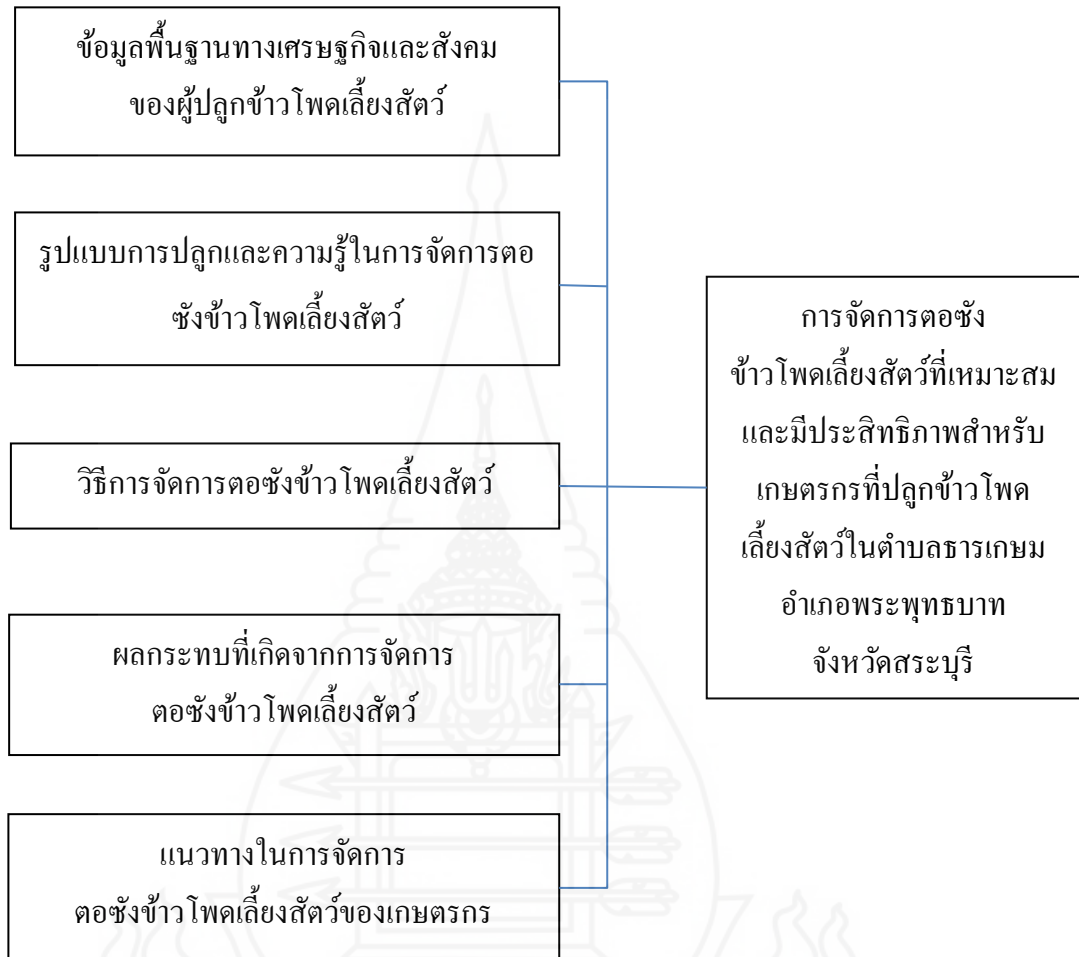 ข้อมูลพื้นฐานทางเศรษฐกิจและสังคม
ของผู้ปลูกข้าวโพดเลี้ยงสัตว์
รูปแบบการปลูกและความรู้ในการจัดการตอ
ซังข้าวโพดเลี้ยงสัตว์
วิธีการจัดการตอซังข้าวโพดเลี้ยงสัตว์
ผลกระทบที่เกิดจากการจัดการ
ตอซังข้าวโพดเลี้ยงสัตว์
แนวทางในการจัดการ
ตอซังข้าวโพดเลี้ยงสัตว์ของเกษตรกร
การจัดการตอซัง
ข้าวโพดเลี้ยงสัตว์ที่เหมาะสม
และมีประสิทธิภาพสำหรับ
เกษตรกรที่ปลูกข้าวโพด
เลี้ยงสัตว์ในตำบลธารเกษม
อำเภอพระพุทธบาท
จังหวัดสระบุรี